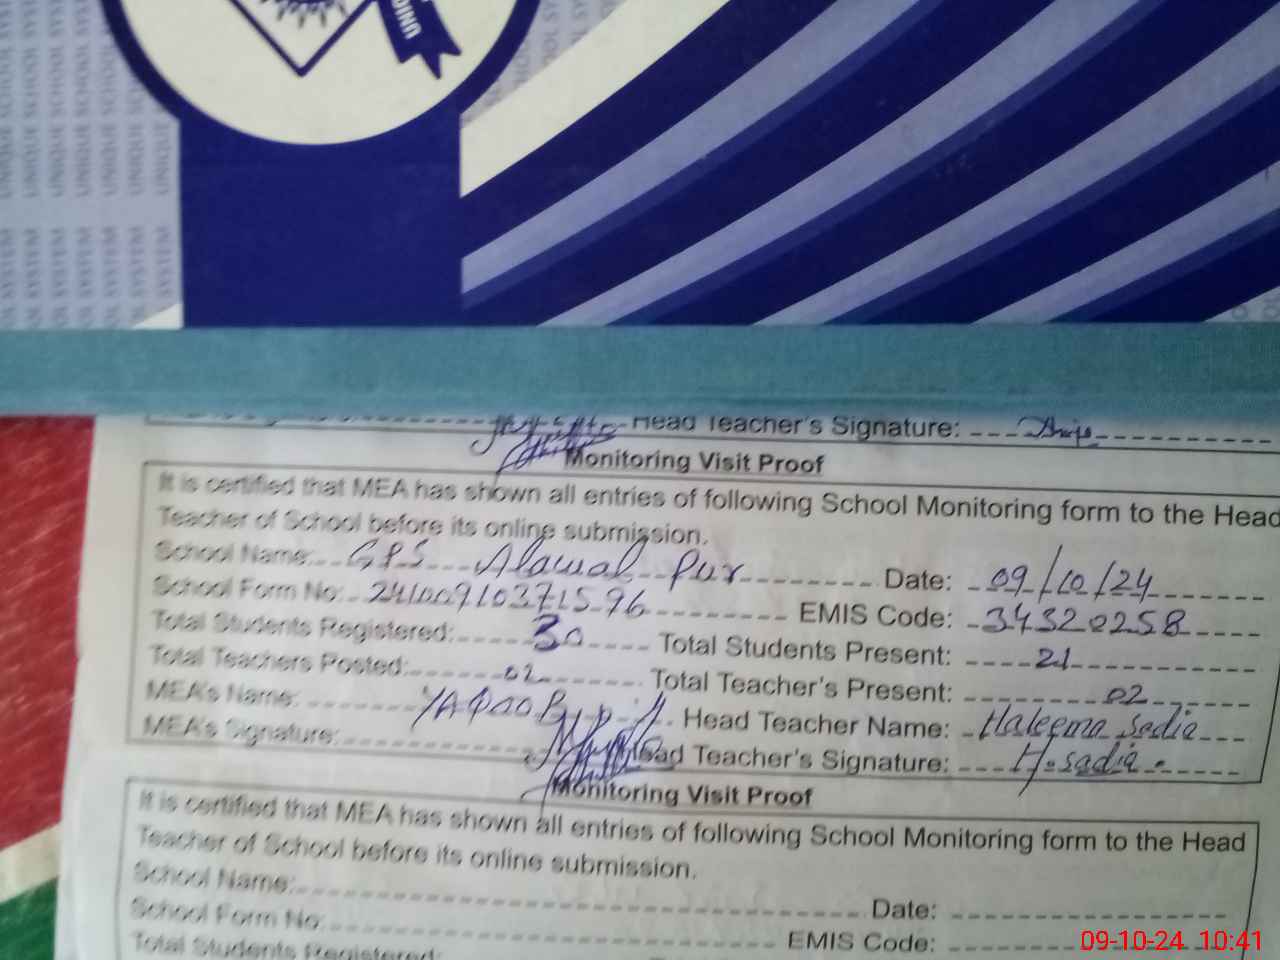 Head Teacher's Signature:
Monitoring Visit Proof
It is certified that MEA has shown all entries of following School Monitoring form to the Head
Teacher of School before its online submission.
School Name: GPS Alawal Pur Date: 09/10/24
School Form No: EMIS Code: 34320258
Total Students Registered: 30 Total Students Present: 21
Total Teachers Posted: 02 Total Teacher's Present: 02
MEA's Name: YAQOOB Head Teacher Name: Haleema Sadia
MEA's Signature: Head Teacher's Signature: H.sadia
Monitoring Visit Proof
It is certified that MEA has shown all entries of following School Monitoring form to the Head
Teacher of School before its online submission.
School Name: Date:
School Form No: EMIS Code:
Total Students Registered:
09-10-24 10:41